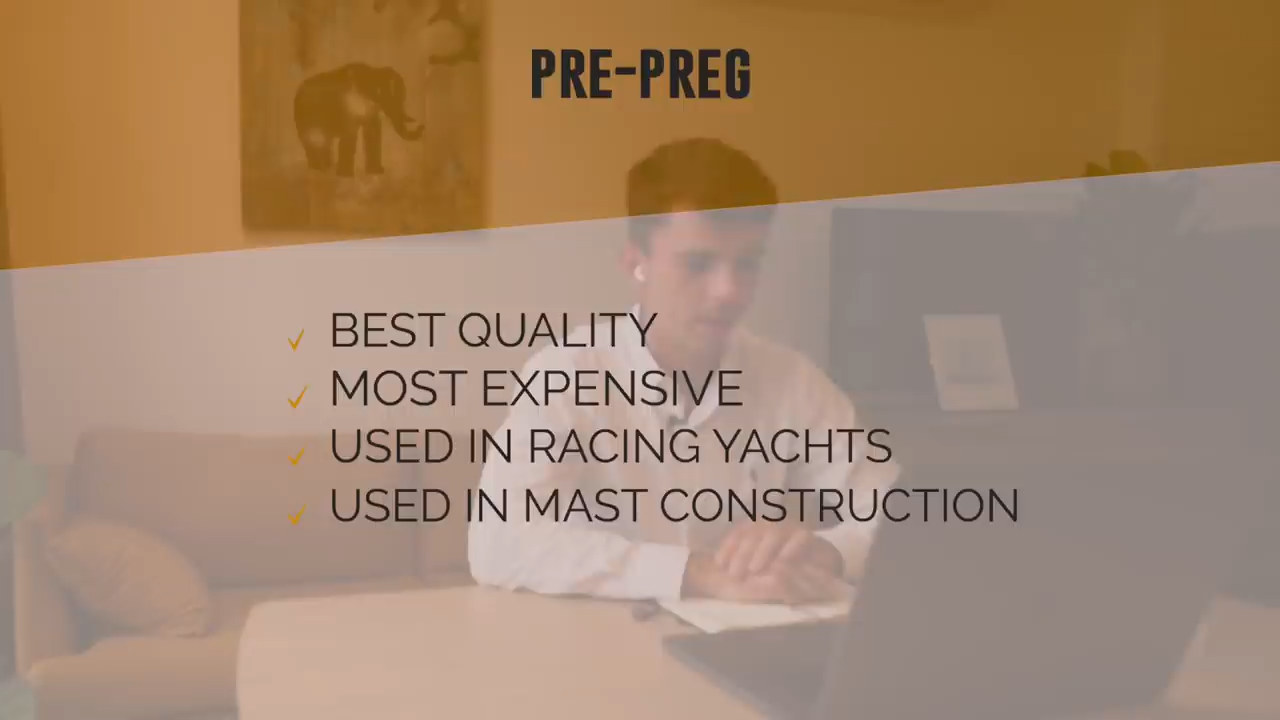 PRE-PREG
BEST QUALITY
MOST EXPENSIVE
USED IN RACING YACHTS
USED IN MAST CONSTRUCTION